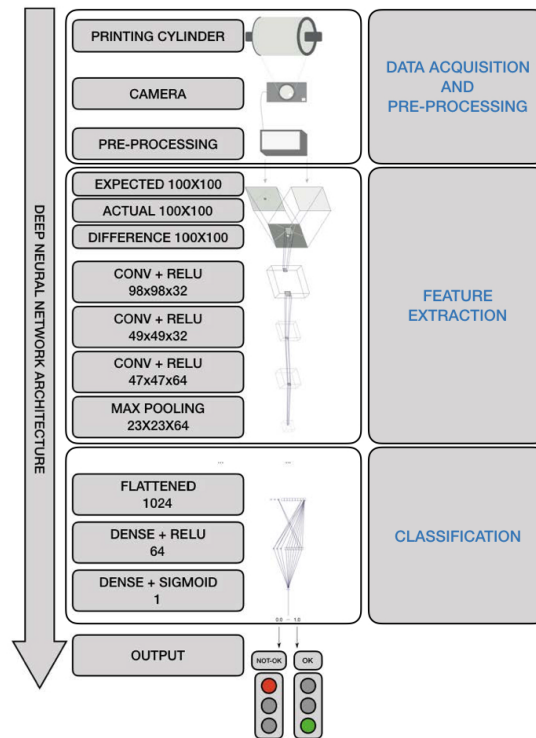 PRINTING CYLINDER
CAMERA
PRE-PROCESSING
DATA ACQUISITION
AND
PRE-PROCESSING
DEEP NEURAL NETWORK ARCHITECTURE
EXPECTED 100X100
ACTUAL 100X100
DIFFERENCE 100X100
CONV + RELU
98x98x32
CONV + RELU
49x49x32
CONV + RELU
47x47x64
MAX POOLING
23X23X64
FEATURE
EXTRACTION
... ...
FLATTENED
1024
DENSE + RELU
64
DENSE + SIGMOID
1
CLASSIFICATION
0.0 - 1.0
OUTPUT
NOT-OK
OK